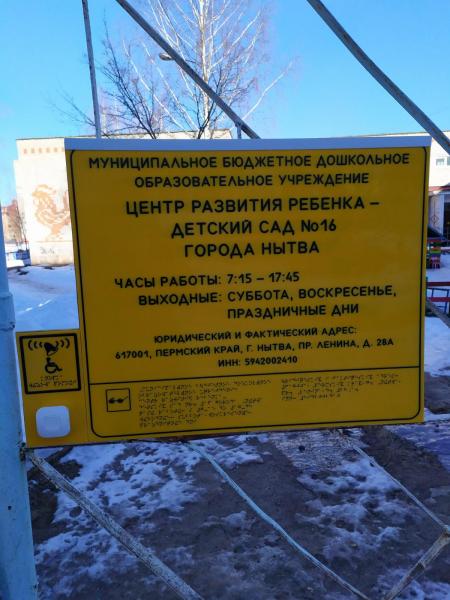 МУНИЦИПАЛЬНОЕ БЮДЖЕТНОЕ ДОШКОЛЬНОЕ
ОБРАЗОВАТЕЛЬНОЕ УЧРЕЖДЕНИЕ
ЦЕНТР РАЗВИТИЯ РЕБЕНКА –
ДЕТСКИЙ САД №16
ГОРОДА НЫТВА
ЧАСЫ РАБОТЫ: 7:15 – 17:45
ВЫХОДНЫЕ: СУББОТА, ВОСКРЕСЕНЬЕ,
ПРАЗДНИЧНЫЕ ДНИ
ЮРИДИЧЕСКИЙ И ФАКТИЧЕСКИЙ АДРЕС:
617001, ПЕРМСКИЙ КРАЙ, Г. НЫТВА, ПР. ЛЕНИНА, Д. 28А
ИНН: 5942002410